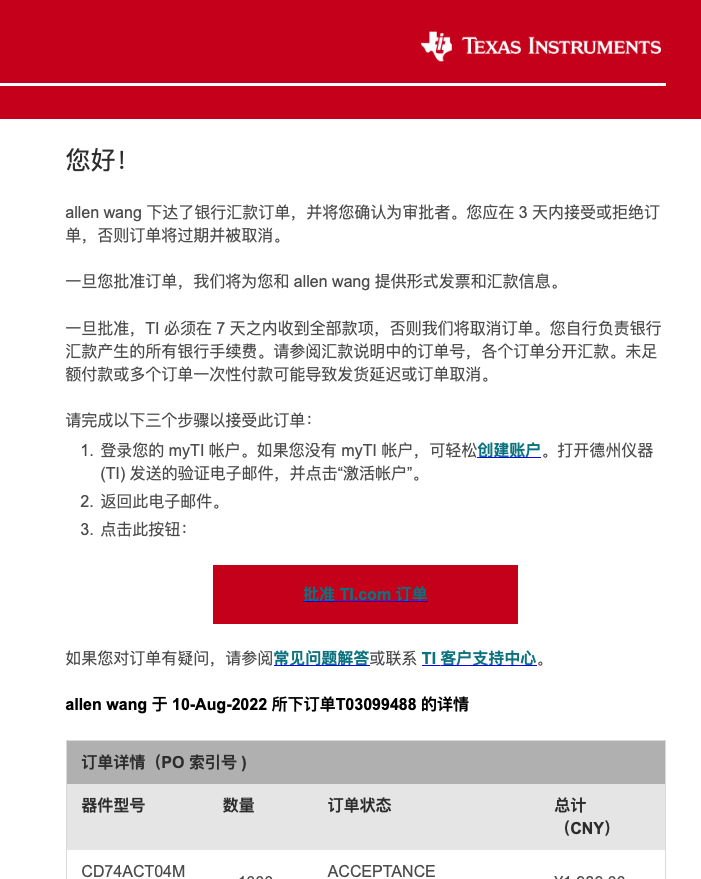 TEXAS INSTRUMENTS
您好！
allen wang 下达了银行汇款订单，并将您确认为审批者。您应在 3 天内接受或拒绝订
单，否则订单将过期并被取消。
一旦您批准订单，我们将为您和 allen wang 提供形式发票和汇款信息。
一旦批准，TI 必须在 7 天之内收到全部款项，否则我们将取消订单。您自行负责银行
汇款产生的所有银行手续费。请参阅汇款说明中的订单号，各个订单分开汇款。未足
额付款或多个订单一次性付款可能导致发货延迟或订单取消。
请完成以下三个步骤以接受此订单：
1. 登录您的 myTI 帐户。如果您没有 myTI 帐户，可轻松创建账户。打开德州仪器
(TI) 发送的验证电子邮件，并点击“激活帐户”。
2. 返回此电子邮件。
3. 点击此按钮：
批准 TI.com 订单
如果您对订单有疑问，请参阅常见问题解答或联系 TI 客户支持中心。
allen wang 于 10-Aug-2022 所下订单T03099488 的详情
订单详情（PO 索引号 )
器件型号 数量 订单状态 总计
（CNY）
CD74ACT04M ACCEPTANCE